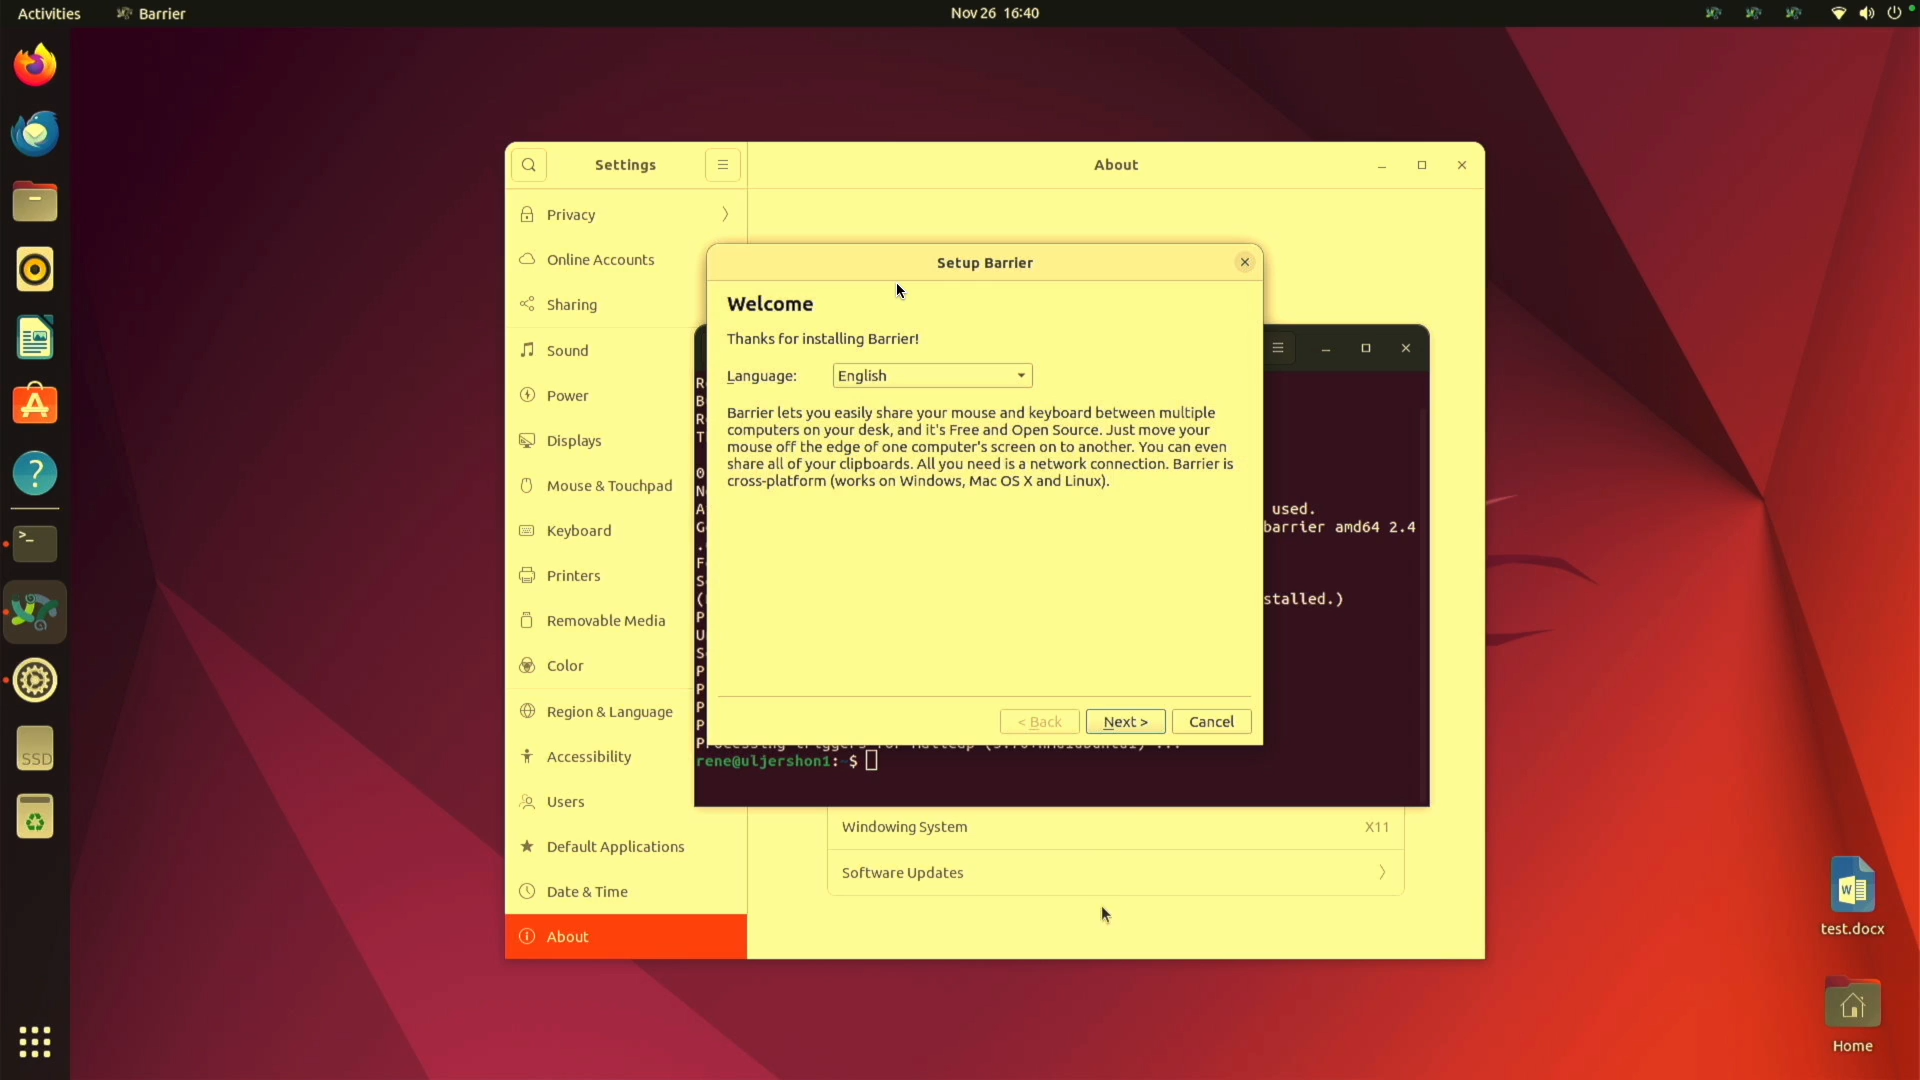 Activities
Barrier
Nov 26 16:40
Settings
About
Privacy
Online Accounts
Sharing
Sound
Power
Displays
Mouse & Touchpad
Keyboard
Printers
Removable Media
Color
Region & Language
Accessibility
Users
Default Applications
Date & Time
About
Setup Barrier
Welcome
Thanks for installing Barrier!
Language:
English
Barrier lets you easily share your mouse and keyboard between multiple
computers on your desk, and it's Free and Open Source. Just move your
mouse off the edge of one computer's screen on to another. You can even
share all of your clipboards. All you need is a network connection. Barrier is
cross-platform (works on Windows, Mac OS X and Linux).
< Back
Next >
Cancel
used.
barrier amd64 2.4
stalled.)
rene@uljershon1:~$
Windowing System
X11
Software Updates
SSD
test.docx
Home